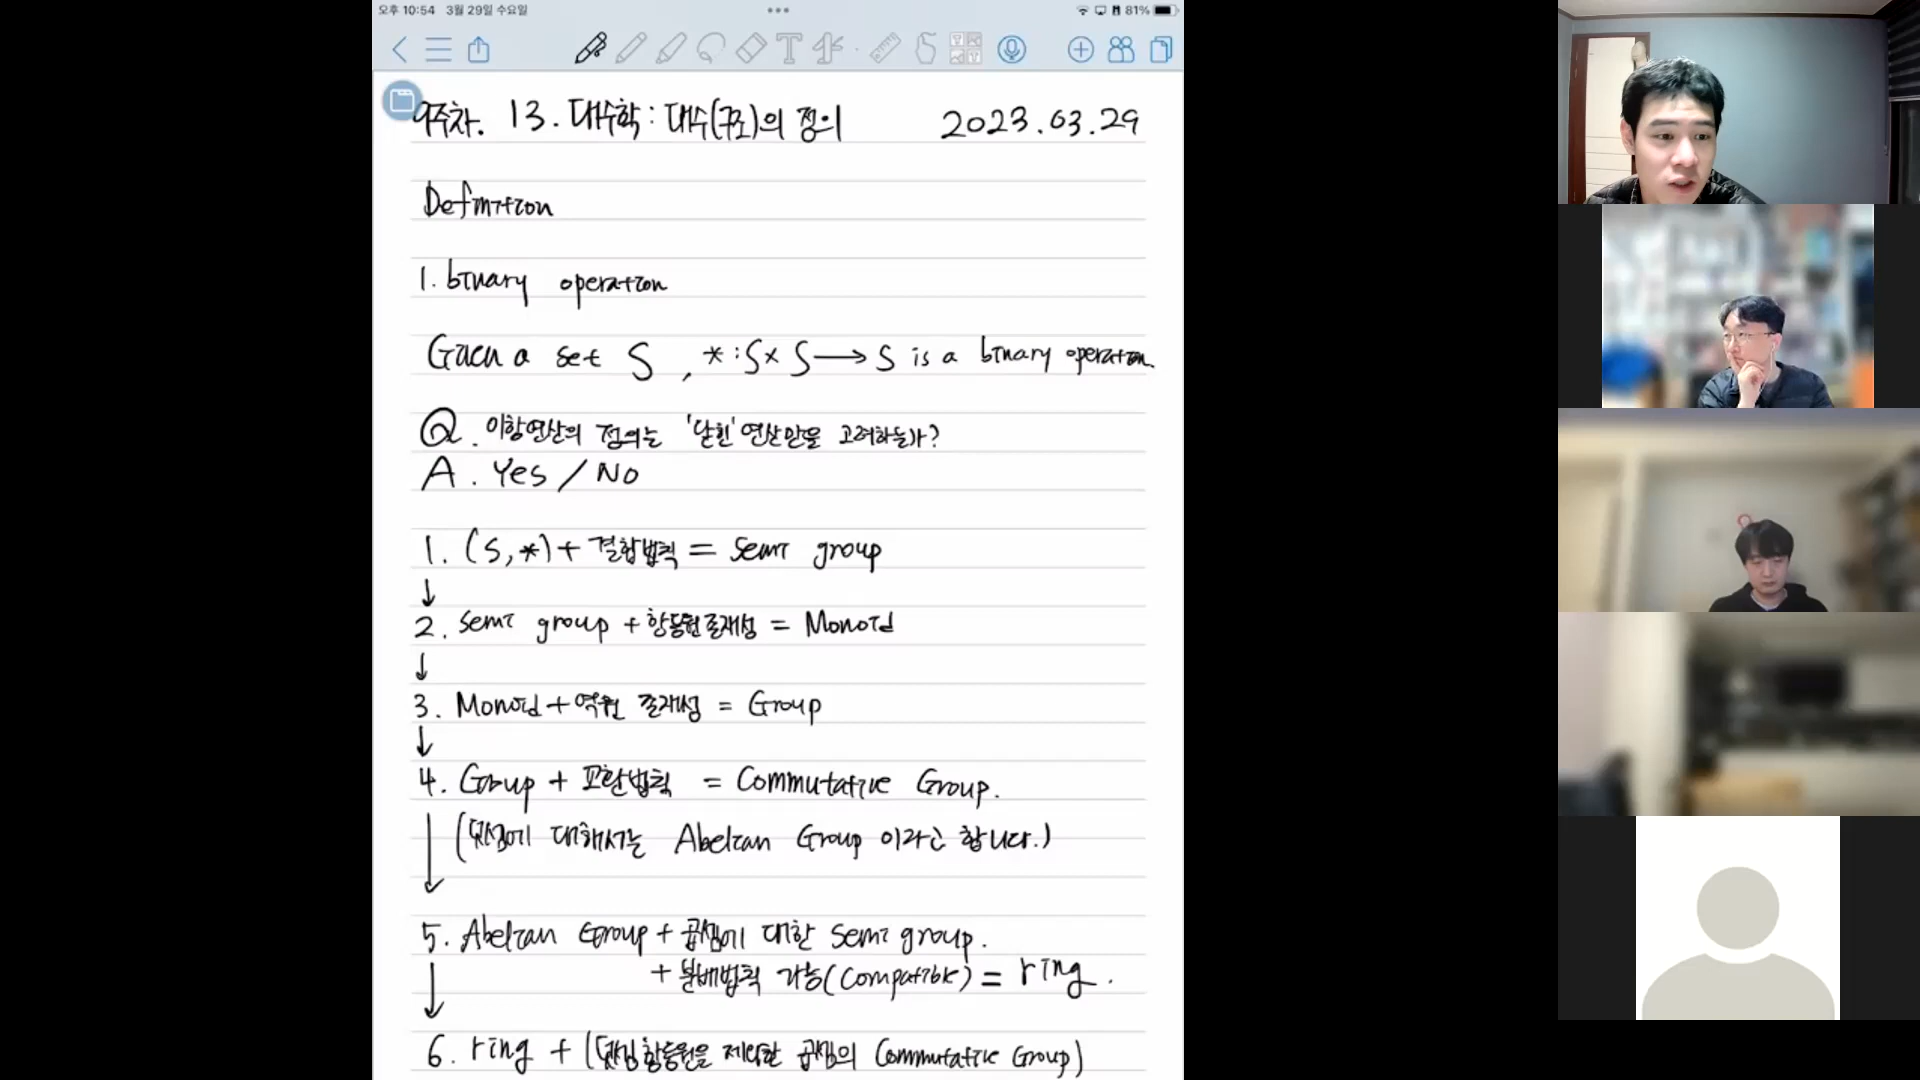 오후 10:54 3월 29일 수요일
81%
9주차. 13. 대수학 : 대수(구조)의 정의 2023.03.29
Definition
1. binary operation
Given a set S, * : S × S → S is a binary operation.
Q. 이항연산의 정의는 '닫힌' 연산만을 고려하는가?
A. Yes / No
1. (S, *) + 결합법칙 = Semi group
↓
2. Semi group + 항등원 존재성 = Monoid
↓
3. Monoid + 역원 존재성 = Group
↓
4. Group + 교환법칙 = Commutative Group.
↓ (덧셈에 대해서는 Abelian Group 이라고 합니다.)
5. Abelian Group + 곱셈에 대한 Semi group.
↓ + 분배법칙 가능(Compatible) = ring.
6. ring + (덧셈 항등원을 제외한 곱셈의 Commutative Group)